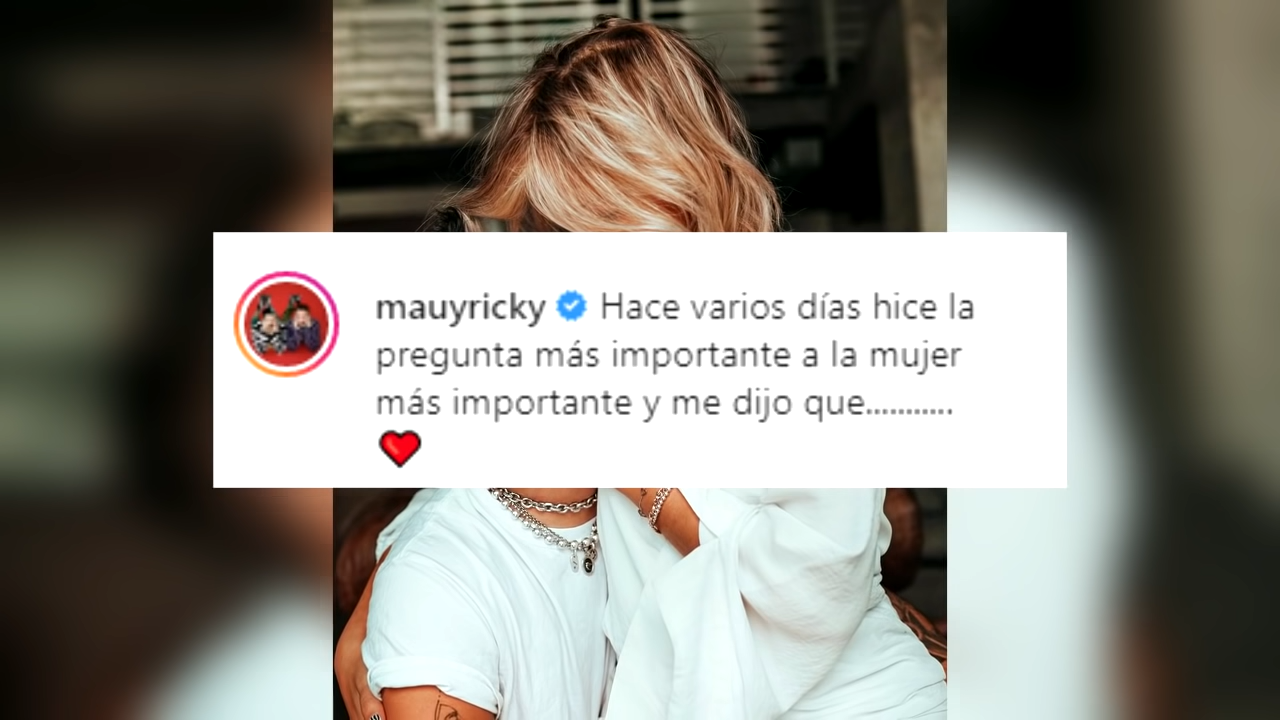 mauyricky Hace varios días hice la
pregunta más importante a la mujer
más importante y me dijo que...........
❤️